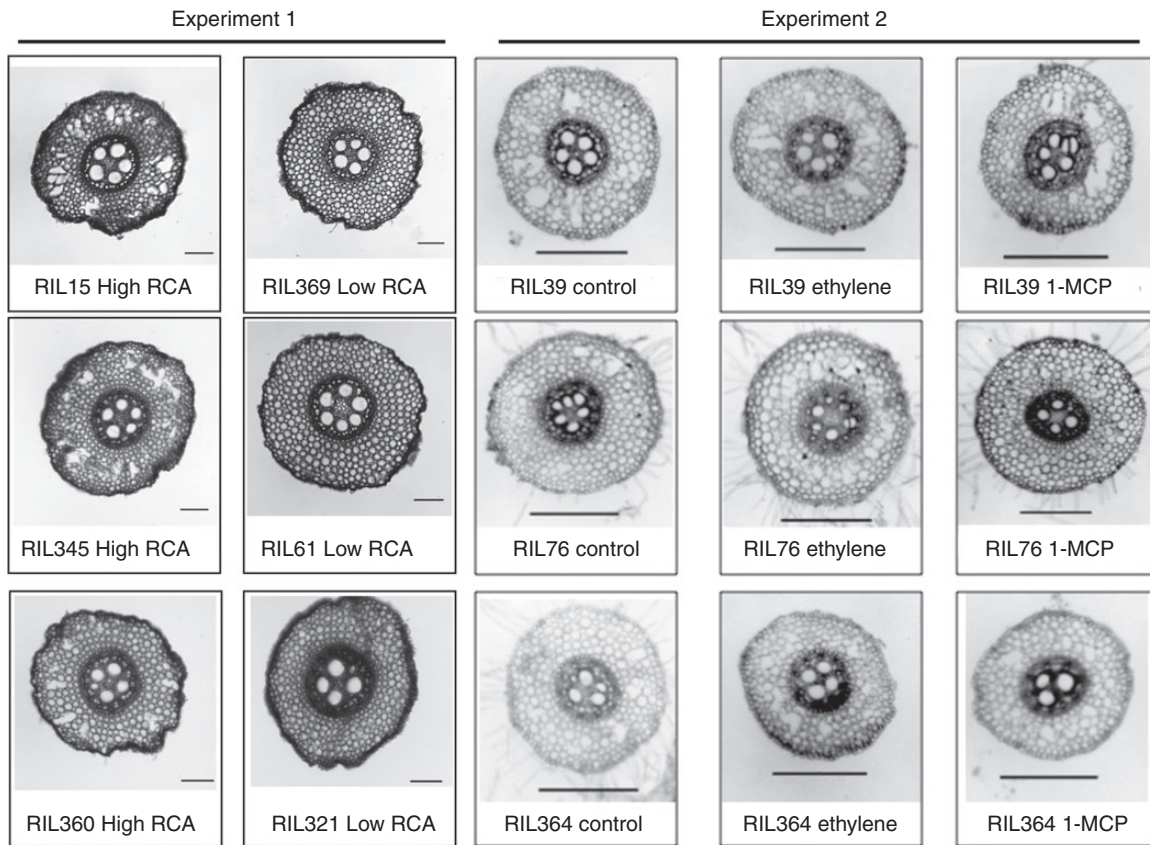 Experiment 1
Experiment 2
RIL15 High RCA
RIL369 Low RCA
RIL39 control
RIL39 ethylene
RIL39 1-MCP
RIL345 High RCA
RIL61 Low RCA
RIL76 control
RIL76 ethylene
RIL76 1-MCP
RIL360 High RCA
RIL321 Low RCA
RIL364 control
RIL364 ethylene
RIL364 1-MCP